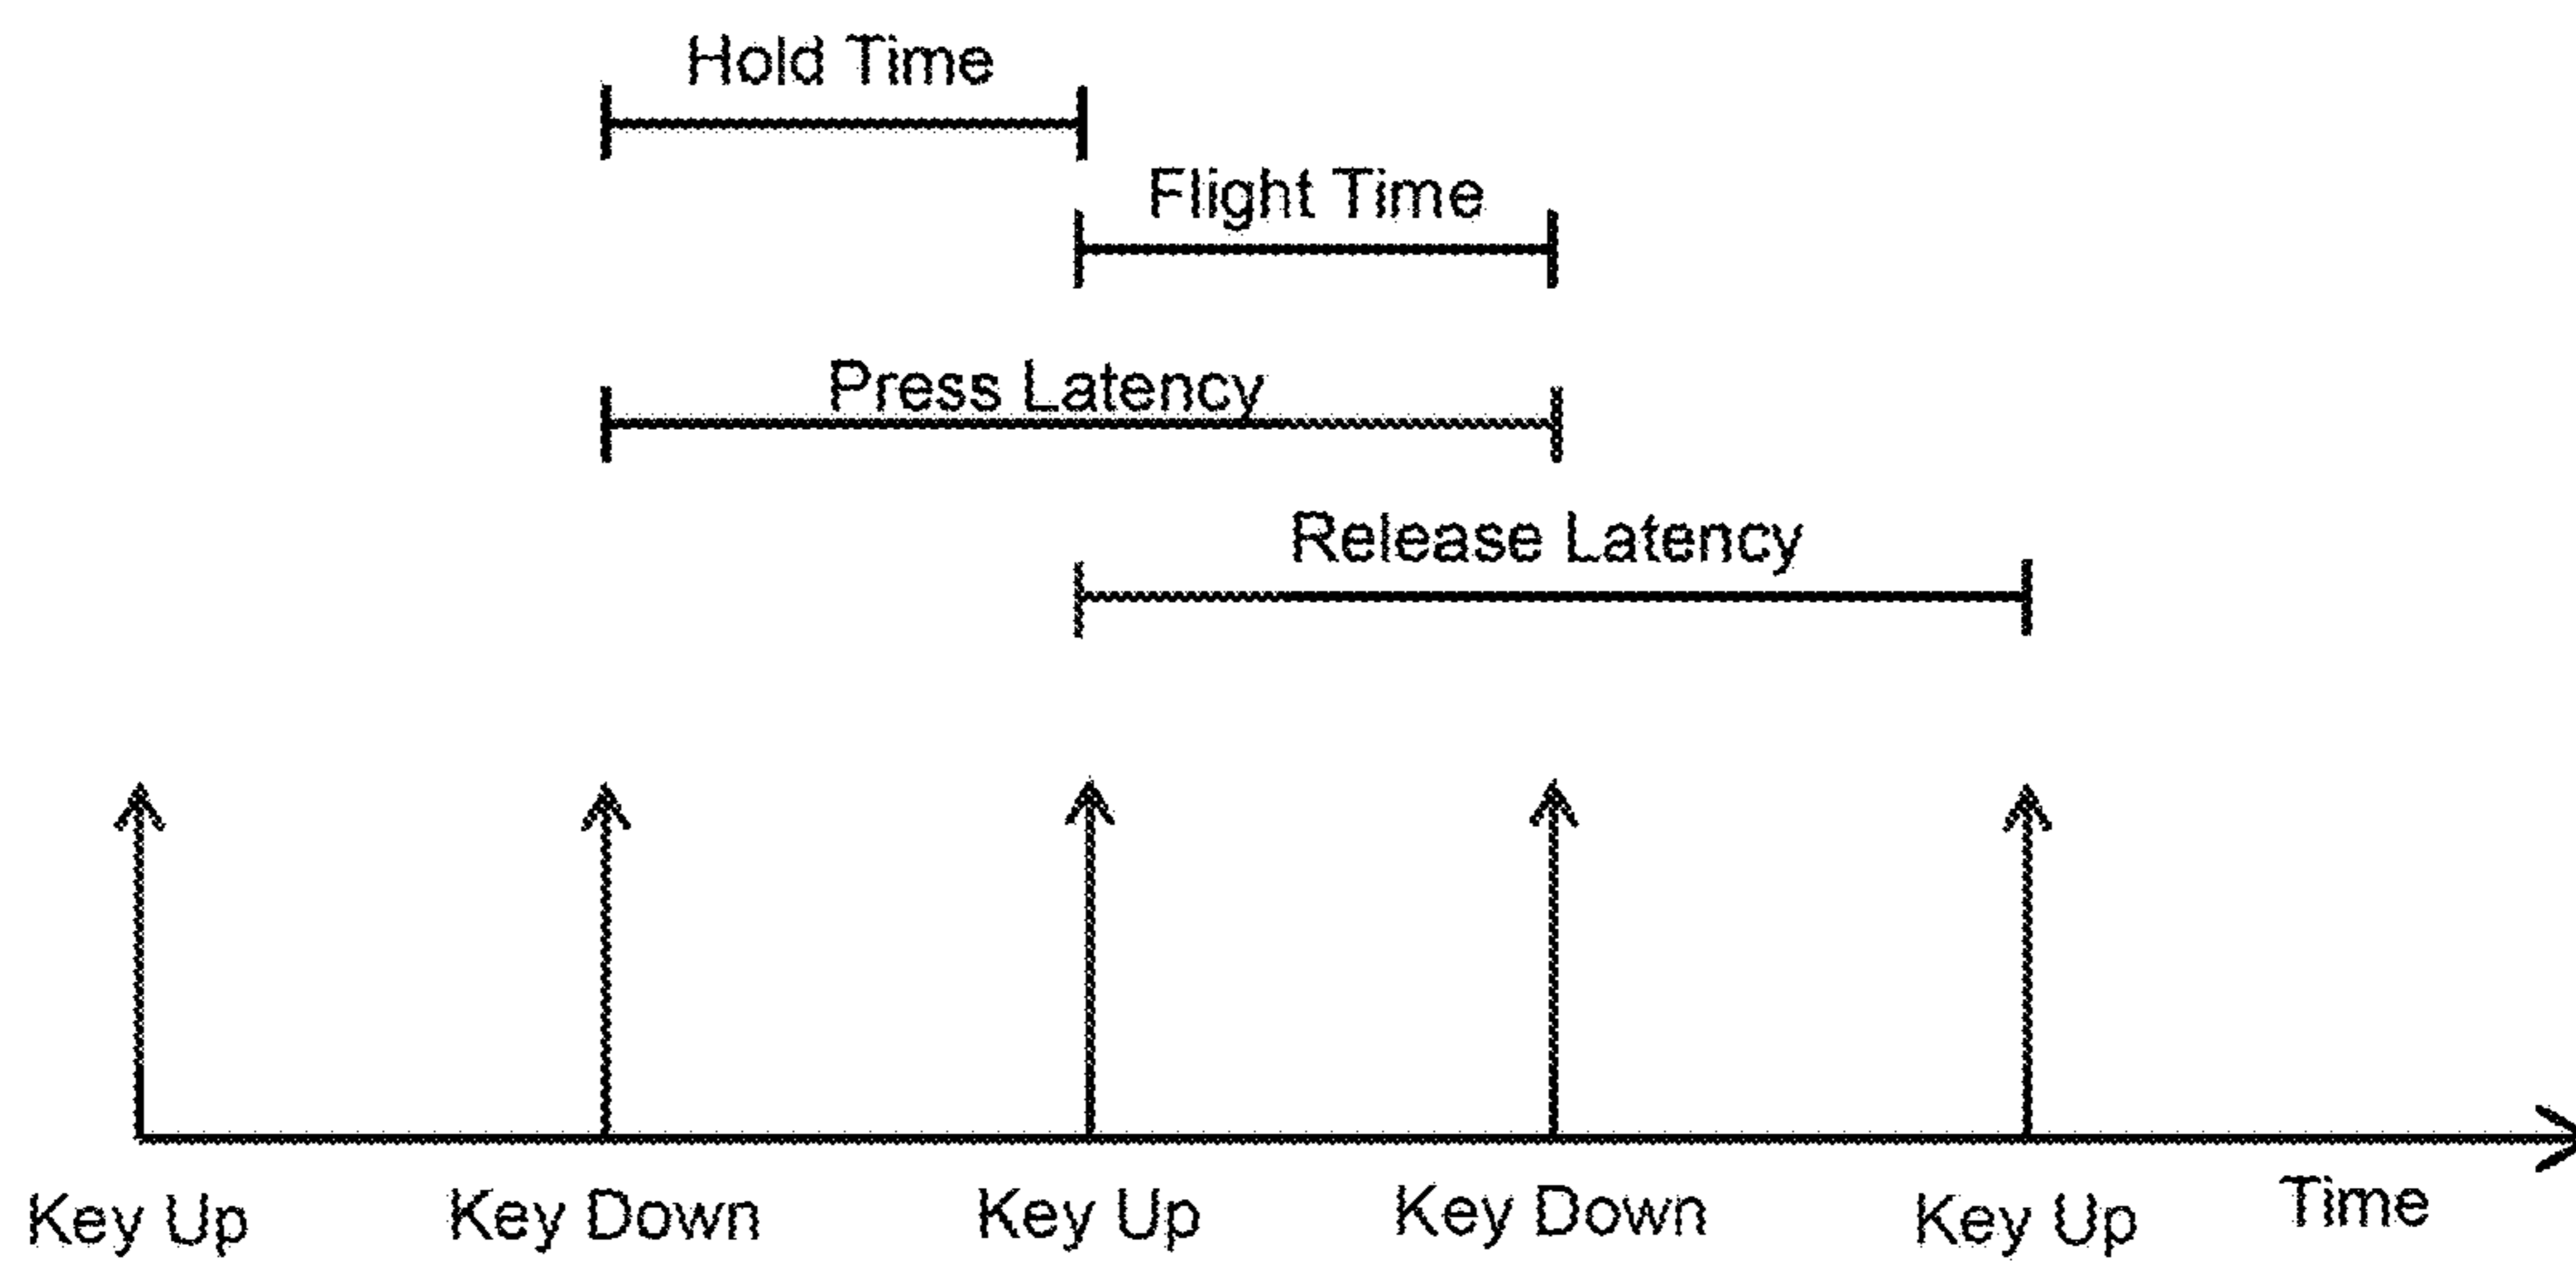 Hold Time
Flight Time
Press Latency
Release Latency
Key Up
Key Down
Key Up
Key Down
Key Up
Time